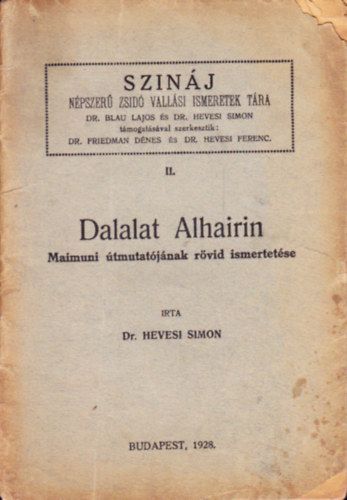 SZINÁJ
NÉPSZERŰ ZSIDÓ VALLÁSI ISMERETEK TÁRA
DR. BLAU LAJOS ÉS DR. HEVESI SIMON
támogatásával szerkesztik:
DR. FRIEDMAN DÉNES ÉS DR. HEVESI FERENC.
II.
Dalalat Alhairin
Maimuni útmutatójának rövid ismertetése
IRTA
Dr. HEVESI SIMON
BUDAPEST, 1928.